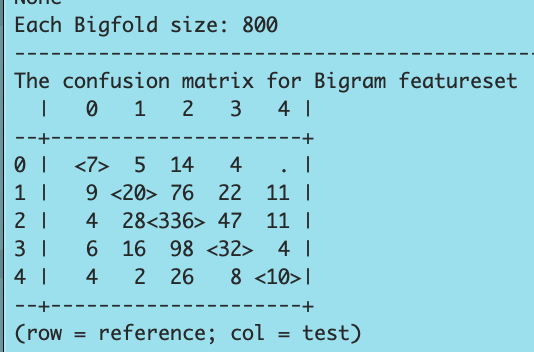 None
Each Bigfold size: 800
--------------------------------------------
The confusion matrix for Bigram featureset
  |   0   1   2   3   4 |
--+---------------------+
0 |  <7>  5  14   4   . |
1 |   9 <20> 76  22  11 |
2 |   4  28<336> 47  11 |
3 |   6  16  98 <32>  4 |
4 |   4   2  26   8 <10>|
--+---------------------+
(row = reference; col = test)